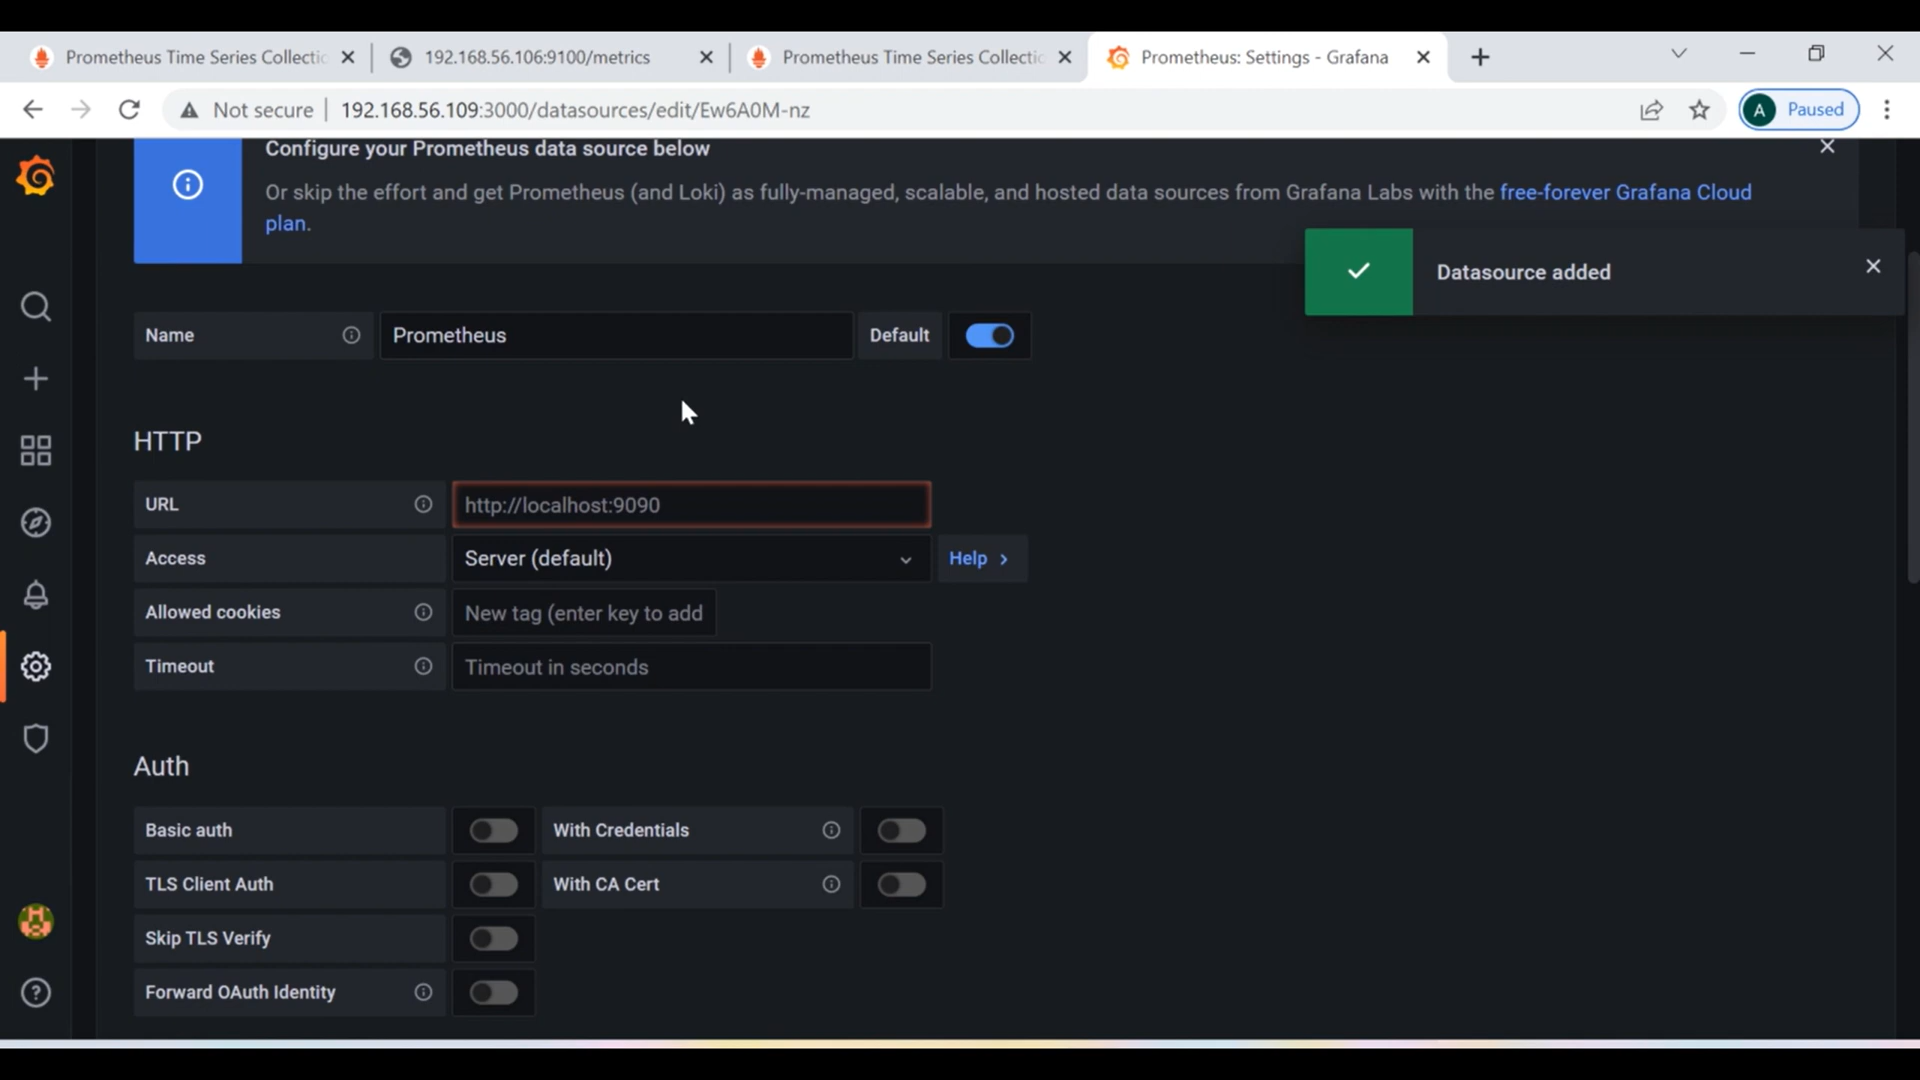 Prometheus Time Series Collectio
192.168.56.106:9100/metrics
Prometheus Time Series Collectio
Prometheus: Settings - Grafana
Not secure
192.168.56.109:3000/datasources/edit/Ew6A0M-nz
A Paused
Configure your Prometheus data source below
Or skip the effort and get Prometheus (and Loki) as fully-managed, scalable, and hosted data sources from Grafana Labs with the free-forever Grafana Cloud
plan.
Datasource added
Name
Prometheus
Default
HTTP
URL
http://localhost:9090
Access
Server (default)
Help >
Allowed cookies
New tag (enter key to add
Timeout
Timeout in seconds
Auth
Basic auth
With Credentials
TLS Client Auth
With CA Cert
Skip TLS Verify
Forward OAuth Identity